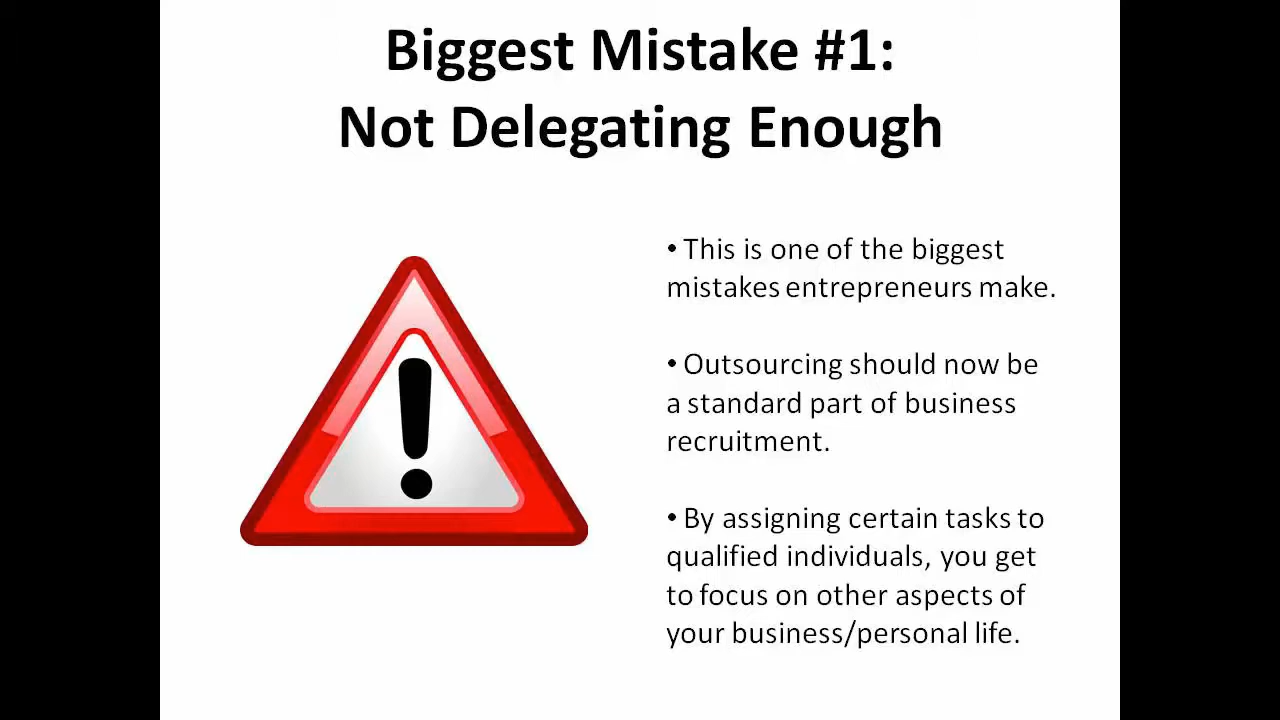 Biggest Mistake #1:
Not Delegating Enough
• This is one of the biggest
mistakes entrepreneurs make.
• Outsourcing should now be
a standard part of business
recruitment.
• By assigning certain tasks to
qualified individuals, you get
to focus on other aspects of
your business/personal life.